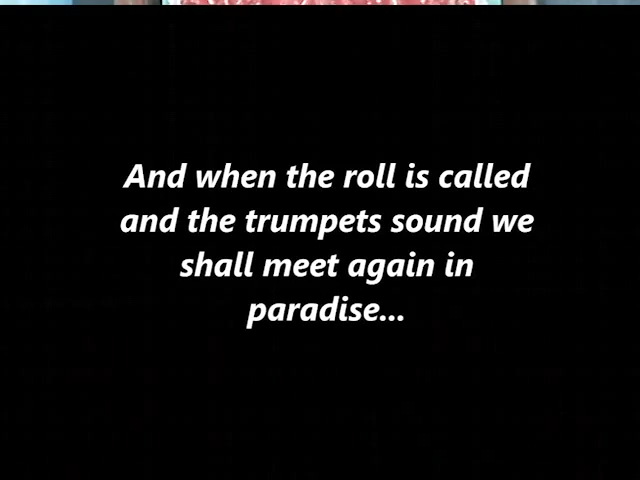 And when the roll is called
and the trumpets sound we
shall meet again in
paradise...